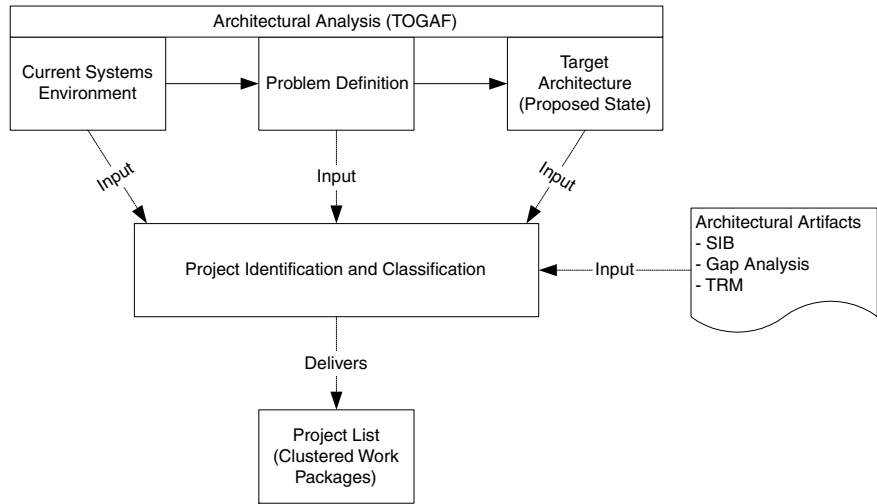 Architectural Analysis (TOGAF)
Current Systems
Environment
Problem Definition
Target
Architecture
(Proposed State)
Input
Input
Input
Project Identification and Classification
Input
Architectural Artifacts
- SIB
- Gap Analysis
- TRM
Delivers
Project List
(Clustered Work
Packages)